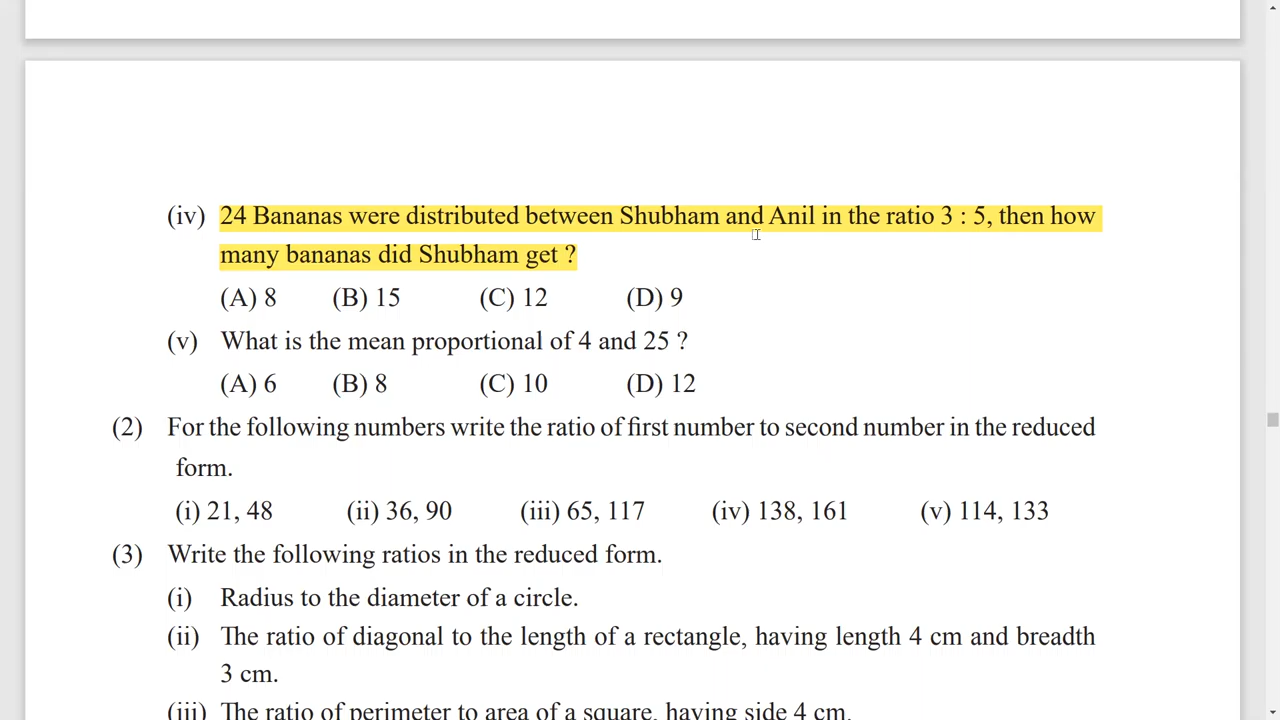 (iv) 24 Bananas were distributed between Shubham and Anil in the ratio 3 : 5, then how
many bananas did Shubham get ?
(A) 8 (B) 15 (C) 12 (D) 9
(v) What is the mean proportional of 4 and 25 ?
(A) 6 (B) 8 (C) 10 (D) 12
(2) For the following numbers write the ratio of first number to second number in the reduced
form.
(i) 21, 48 (ii) 36, 90 (iii) 65, 117 (iv) 138, 161 (v) 114, 133
(3) Write the following ratios in the reduced form.
(i) Radius to the diameter of a circle.
(ii) The ratio of diagonal to the length of a rectangle, having length 4 cm and breadth
3 cm.
(iii) The ratio of perimeter to area of a square, having side 4 cm.